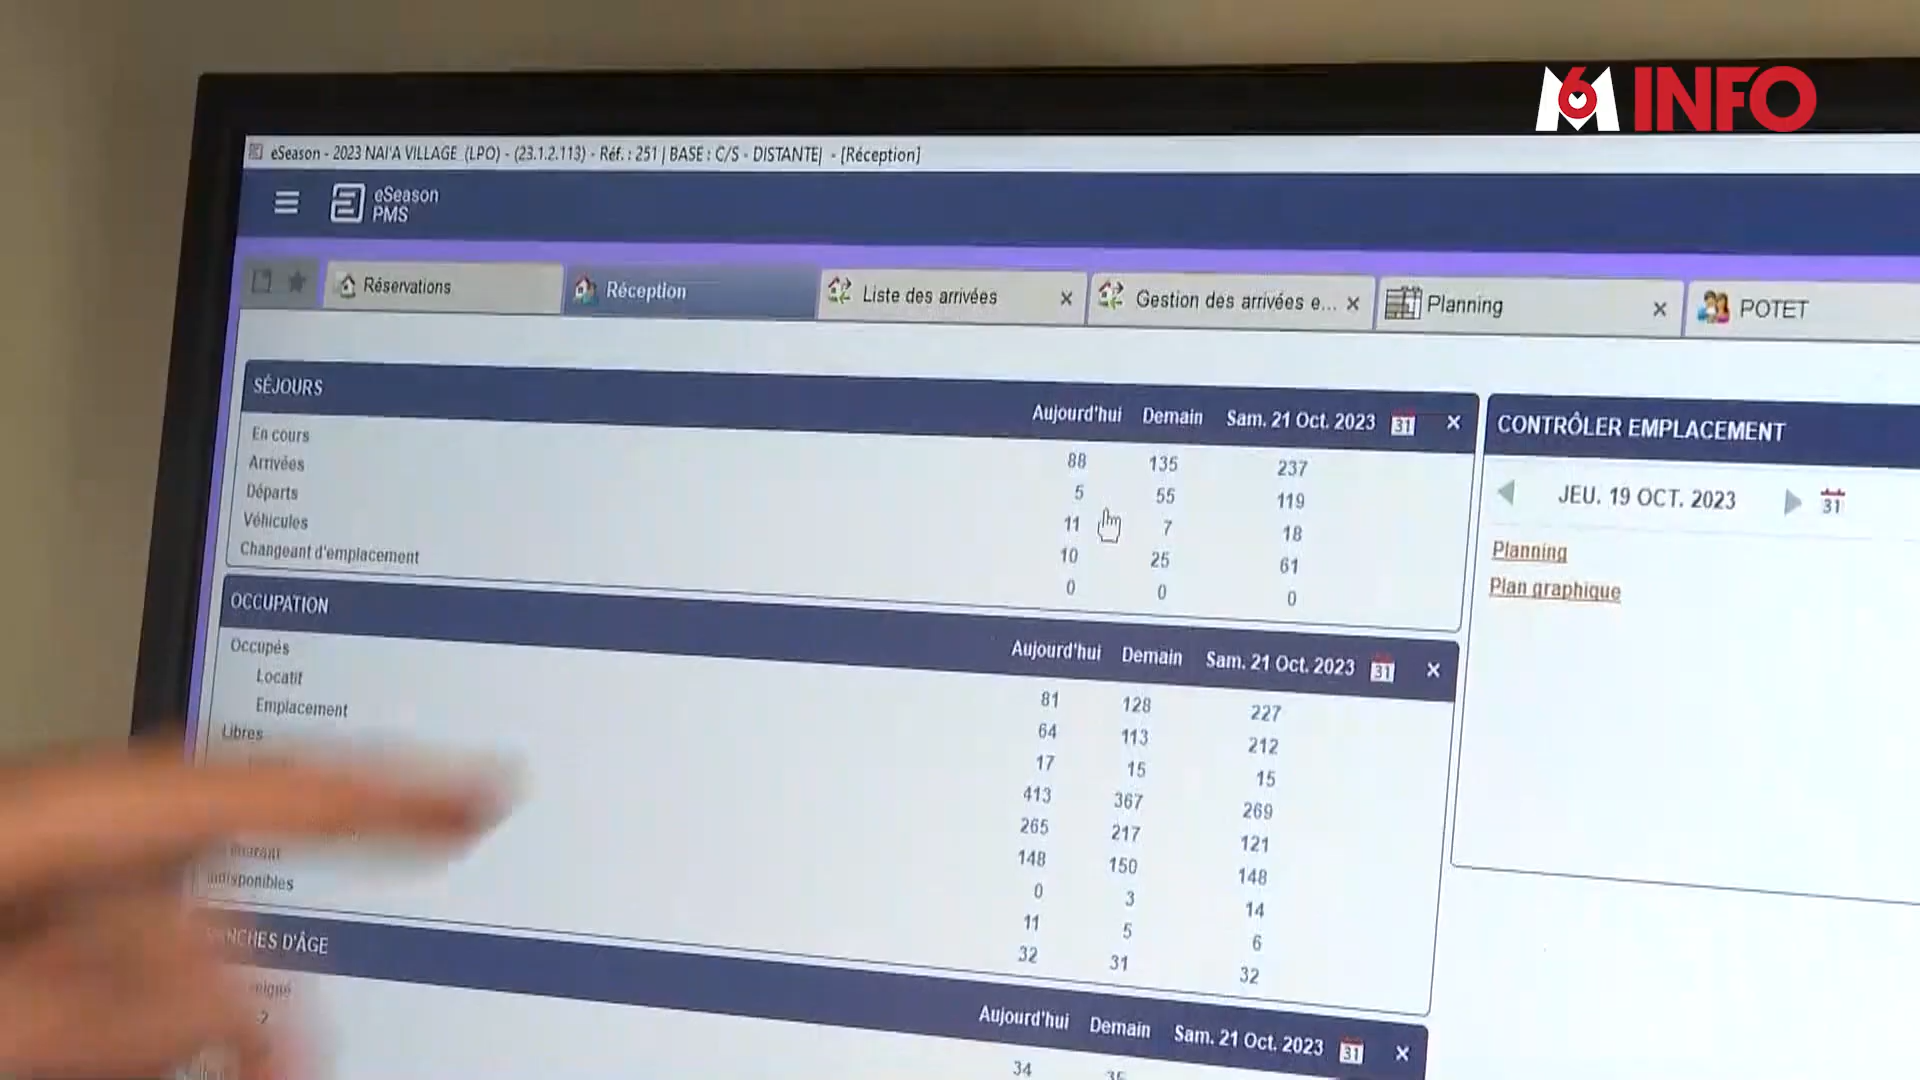 M6 INFO
eSeason - 2023 NAI'A VILLAGE (LPO) - (23.1.2.113) - Réf. : 251 | BASE : C/S - DISTANTE| - [Réception]
eSeason
PMS
Réservations Réception Liste des arrivées Gestion des arrivées e... Planning POTET
SÉJOURS Aujourd'hui Demain Sam. 21 Oct. 2023 31
En cours 88 135 237
Arrivées 5 55 119
Départs 11 7 18
Véhicules 10 25 61
Changeant d'emplacement 0 0 0
CONTRÔLER EMPLACEMENT
JEU. 19 OCT. 2023 31
Planning
Plan graphique
OCCUPATION Aujourd'hui Demain Sam. 21 Oct. 2023 31
Occupés 81 128 227
Locatif 64 113 212
Emplacement 17 15 15
Libres 413 367 269
265 217 121
148 150 148
0 3 14
11 5 6
32 31 32
D'ÂGE Aujourd'hui Demain Sam. 21 Oct. 2023 31
34